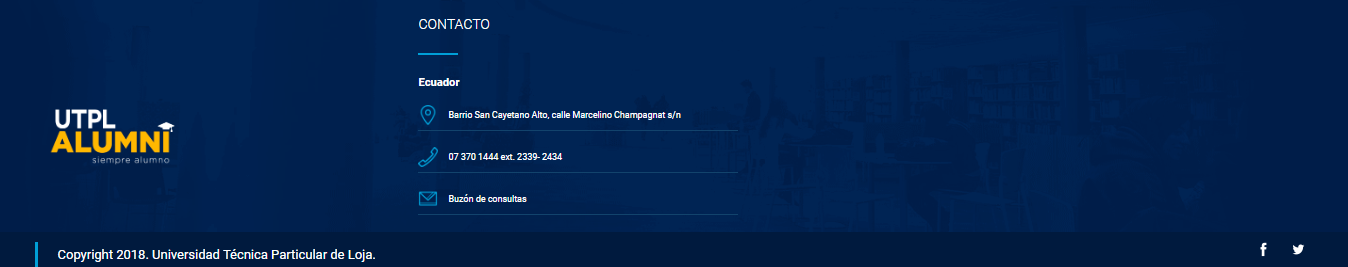 CONTACTO
Ecuador
Barrio San Cayetano Alto, calle Marcelino Champagnat s/n
07 370 1444 ext. 2339- 2434
Buzón de consultas
UTPL
ALUMNI
siempre alumno
Copyright 2018. Universidad Técnica Particular de Loja.